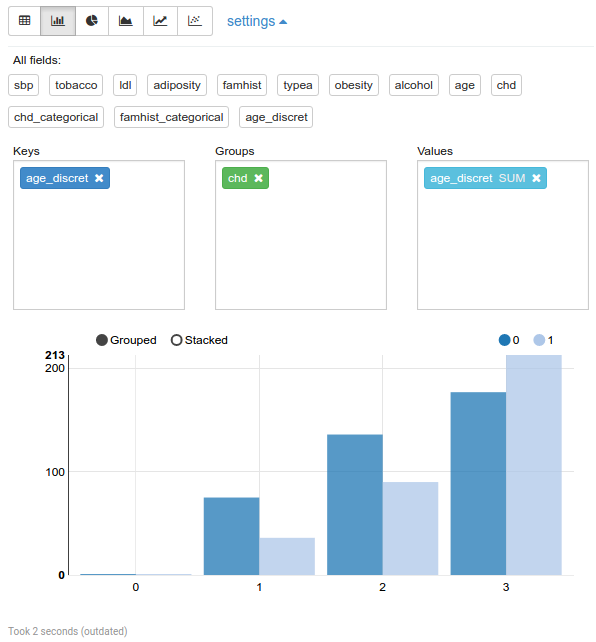 settings
All fields:
sbp tobacco ldl adiposity famhist typea obesity alcohol age chd
chd_categorical famhist_categorical age_discret
Keys Groups Values
age_discret ✖ chd ✖ age_discret SUM ✖
Grouped Stacked 0 1
213
200
100
0
0 1 2 3
Took 2 seconds (outdated)